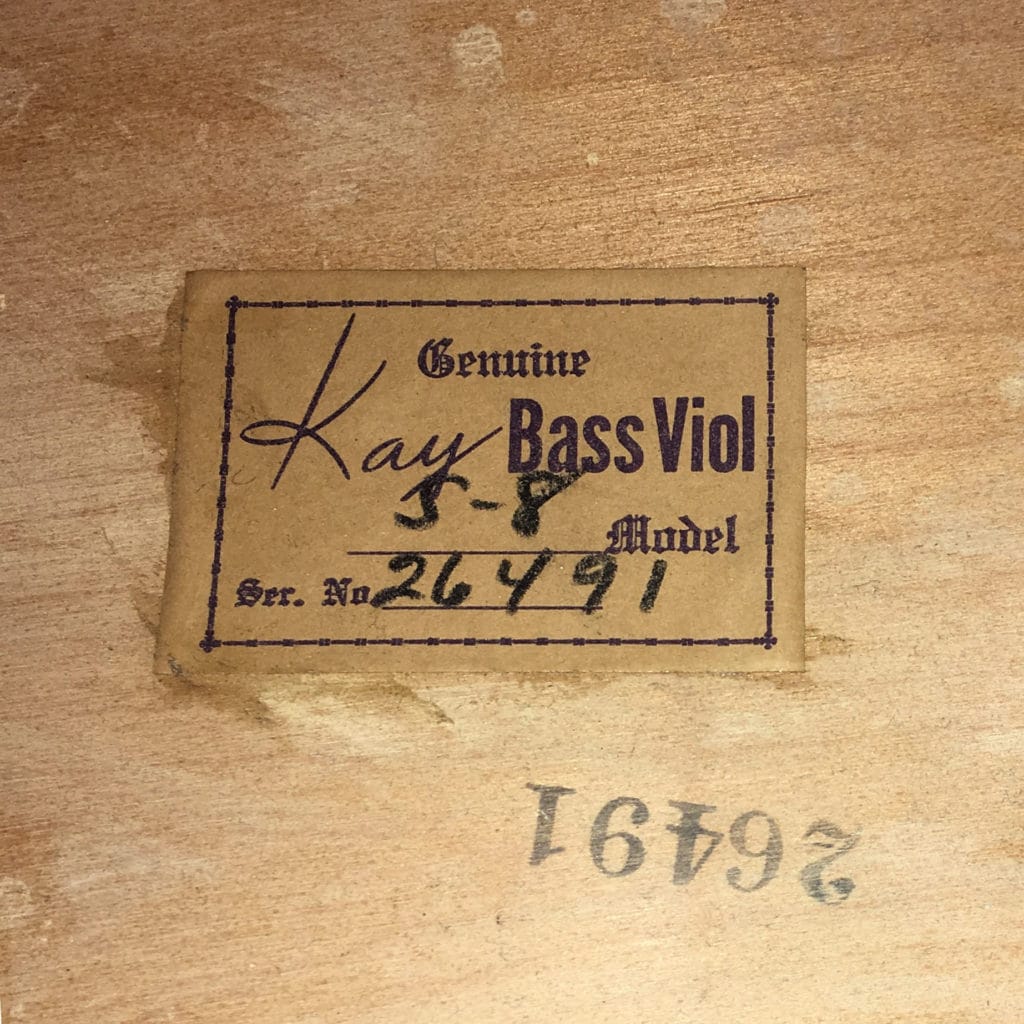 Genuine
Kay Bass Viol
S-8 Model
Ser. No. 26491
26491